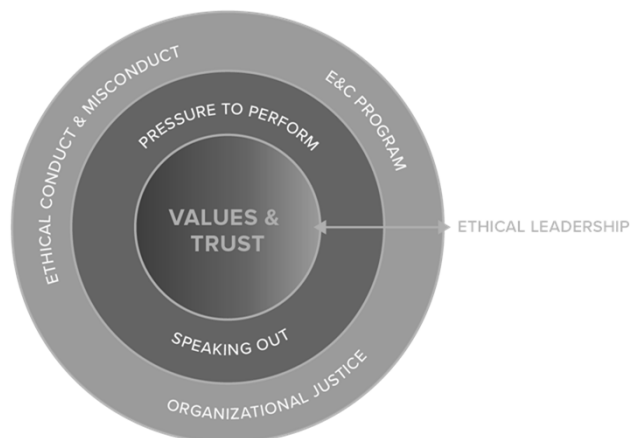 ETHICAL CONDUCT & MISCONDUCT
E&C PROGRAM
PRESSURE TO PERFORM
VALUES &
TRUST
ETHICAL LEADERSHIP
SPEAKING OUT
ORGANIZATIONAL JUSTICE